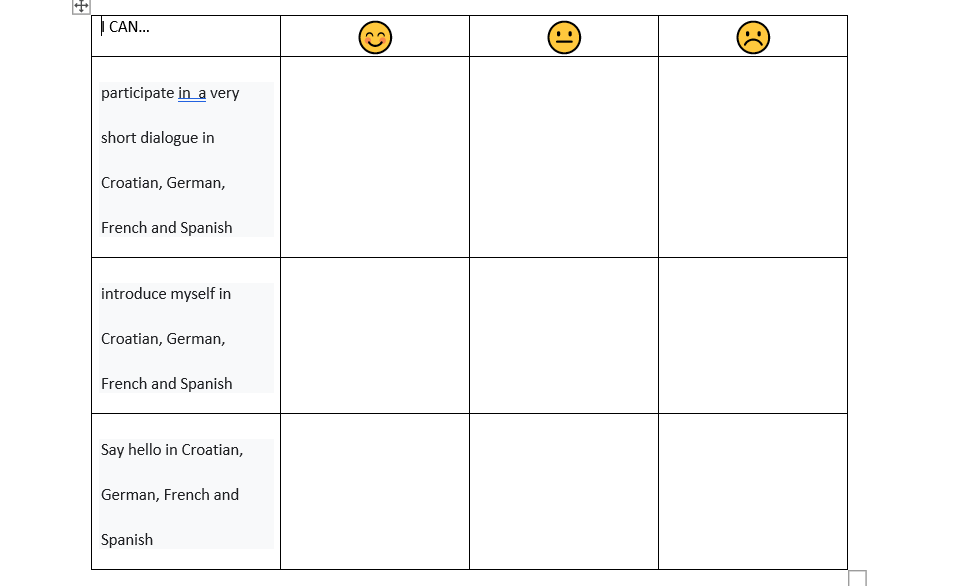 I CAN...
participate in  a very
short dialogue in
Croatian, German,
French and Spanish
introduce myself in
Croatian, German,
French and Spanish
Say hello in Croatian,
German, French and
Spanish